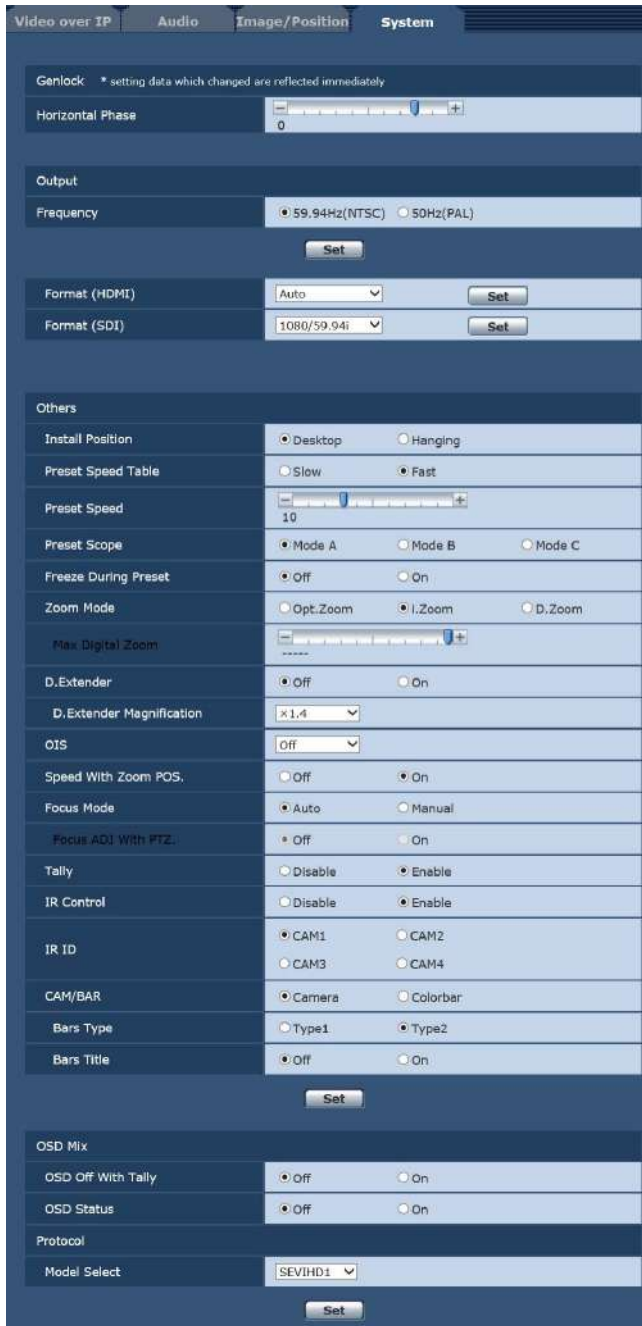 Video over IP Audio Image/Position System
Genlock * setting data which changed are reflected immediately
Horizontal Phase - +
0
Output
Frequency 59.94Hz(NTSC) 50Hz(PAL)
Set
Format (HDMI) Auto Set
Format (SDI) 1080/59.94i Set
Others
Install Position Desktop Hanging
Preset Speed Table Slow Fast
Preset Speed - +
10
Preset Scope Mode A Mode B Mode C
Freeze During Preset Off On
Zoom Mode Opt.Zoom I.Zoom D.Zoom
Max Digital Zoom - +
-----
D.Extender Off On
D.Extender Magnification ×1.4
OIS Off
Speed With Zoom POS. Off On
Focus Mode Auto Manual
Focus ADJ With PTZ. Off On
Tally Disable Enable
IR Control Disable Enable
IR ID CAM1 CAM2
CAM3 CAM4
CAM/BAR Camera Colorbar
Bars Type Type1 Type2
Bars Title Off On
Set
OSD Mix
OSD Off With Tally Off On
OSD Status Off On
Protocol
Model Select SEVIHD1
Set